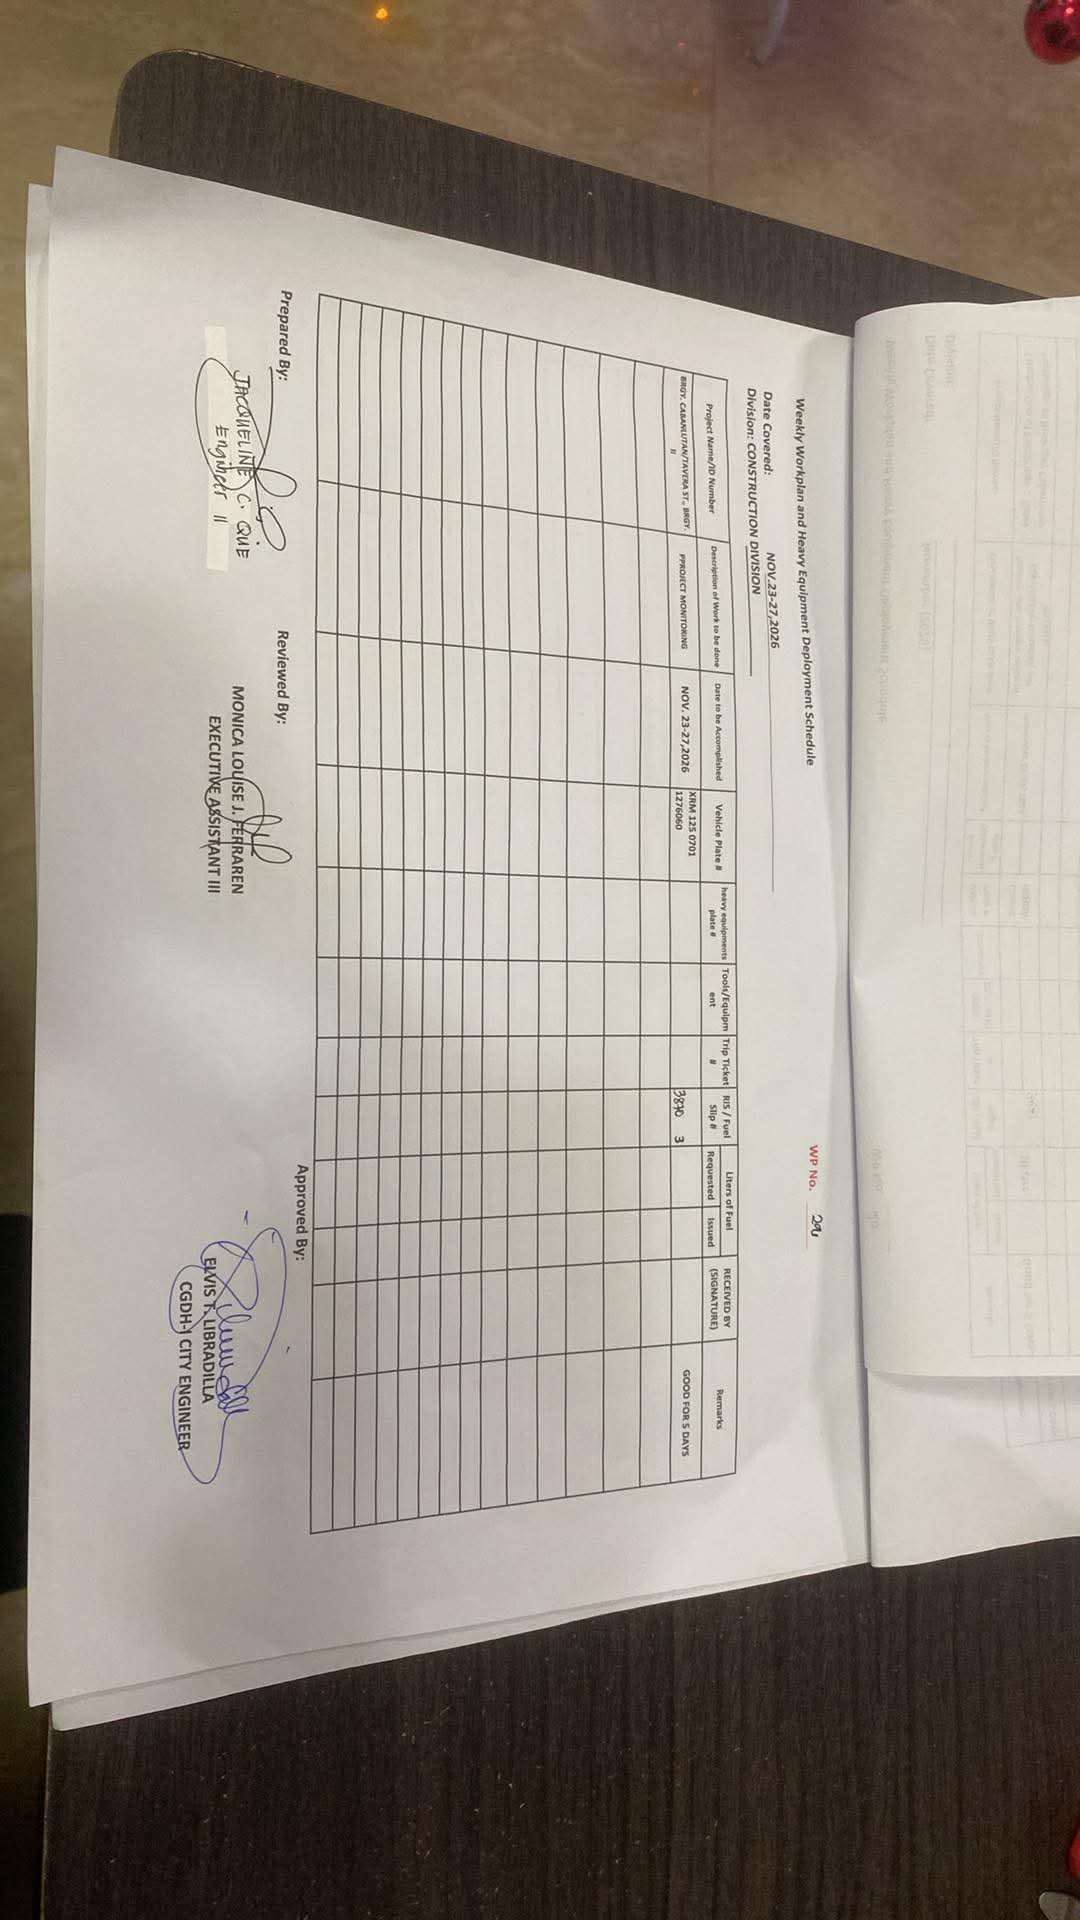 Weekly Workplan and Heavy Equipment Deployment Schedule
WP No.
Date Covered: NOV.23-27,2026
Division: CONSTRUCTION DIVISION
Project Name/ID Number
Description of Work to be done
Date to be Accomplished
Vehicle Plate #
heavy equipments
plate #
Tools/Equipm
ent
Trip Ticket
#
RIS / Fuel
Slip #
Liters of Fuel
Requested
Issued
RECEIVED BY
(SIGNATURE)
Remarks
BRGY. CABANLUTAN/TAVERA ST., BRGY.
II
PPROJECT MONITORING
NOV. 23-27,2026
XRM 125 0701
1276060
3870 3
GOOD FOR 5 DAYS
Prepared By:
JACQUELINE C. QUE
Engineer II
Reviewed By:
MONICA LOUISE J. FERRAREN
EXECUTIVE ASSISTANT III
Approved By:
ELVIS T. LIBRADILLA
CGDH-I CITY ENGINEER